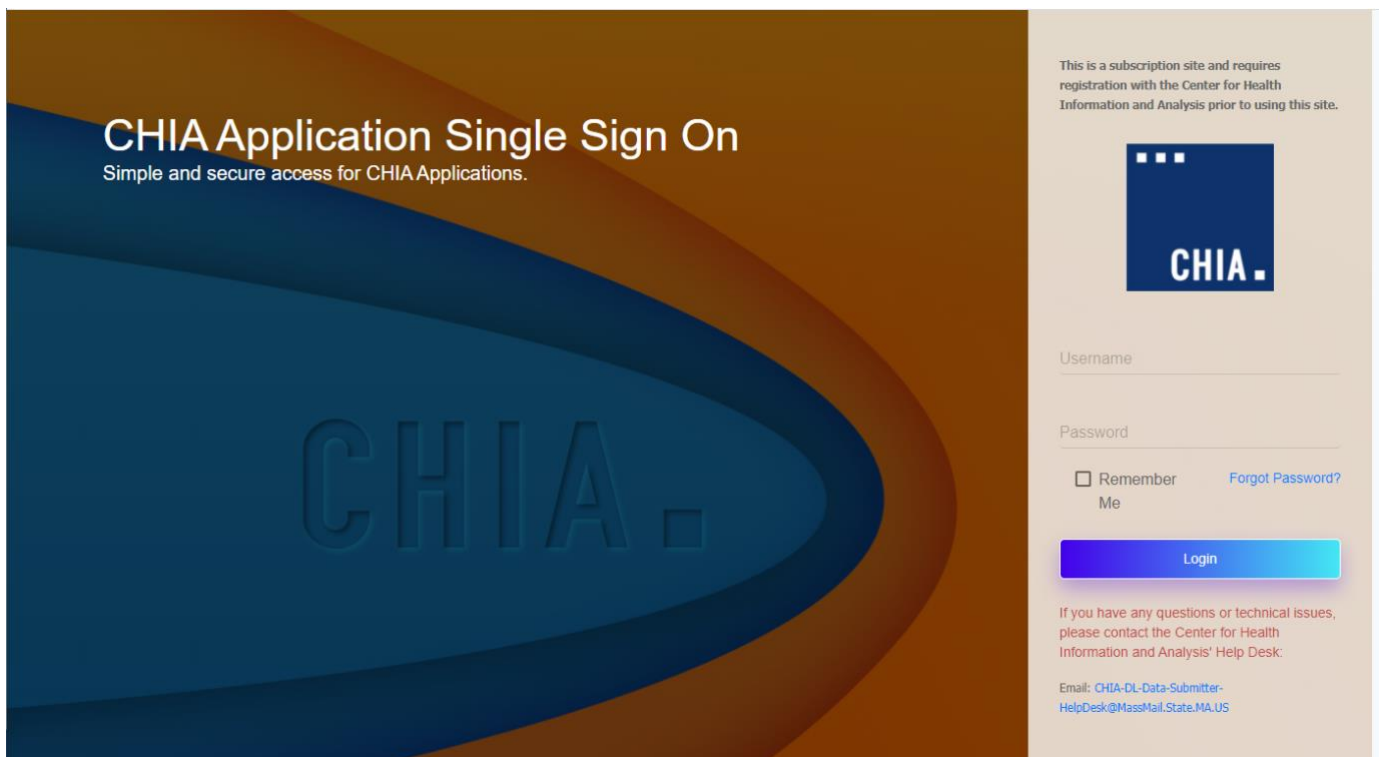 CHIA Application Single Sign On
Simple and secure access for CHIA Applications.
CHIA.
This is a subscription site and requires
registration with the Center for Health
Information and Analysis prior to using this site.
CHIA.
Username
Password
Remember
Me
Forgot Password?
Login
If you have any questions or technical issues,
please contact the Center for Health
Information and Analysis' Help Desk:
Email: CHIA-DL-Data-Submitter-
HelpDesk@MassMail.State.MA.US